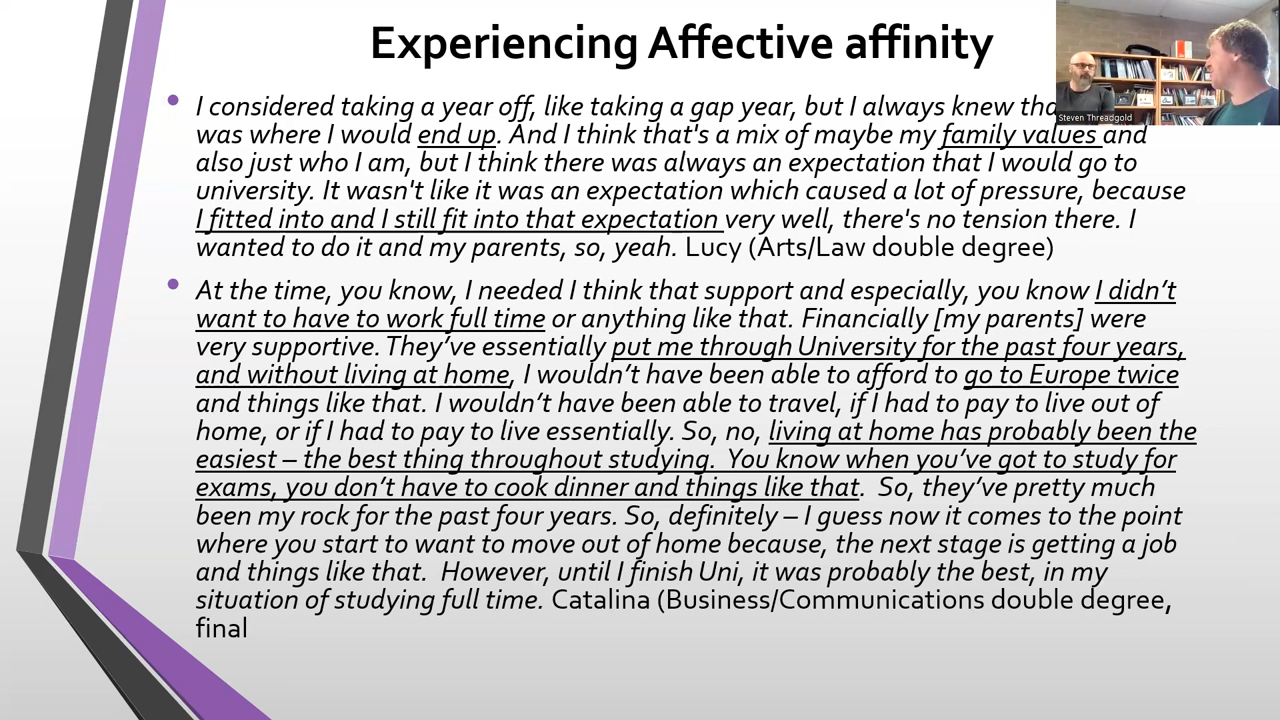 Experiencing Affective affinity
Steven Threadgold
I considered taking a year off, like taking a gap year, but I always knew
was where I would end up. And I think that's a mix of maybe my family values and
also just who I am, but I think there was always an expectation that I would go to
university. It wasn't like it was an expectation which caused a lot of pressure, because
I fitted into and I still fit into that expectation very well, there's no tension there. I
wanted to do it and my parents, so, yeah. Lucy (Arts/Law double degree)
At the time, you know, I needed I think that support and especially, you know I didn't
want to have to work full time or anything like that. Financially [my parents] were
very supportive. They've essentially put me through University for the past four years,
and without living at home, I wouldn't have been able to afford to go to Europe twice
and things like that. I wouldn't have been able to travel, if I had to pay to live out of
home, or if I had to pay to live essentially. So, no, living at home has probably been the
easiest – the best thing throughout studying. You know when you've got to study for
exams, you don't have to cook dinner and things like that. So, they've pretty much
been my rock for the past four years. So, definitely – I guess now it comes to the point
where you start to want to move out of home because, the next stage is getting a job
and things like that. However, until I finish Uni, it was probably the best, in my
situation of studying full time. Catalina (Business/Communications double degree,
final